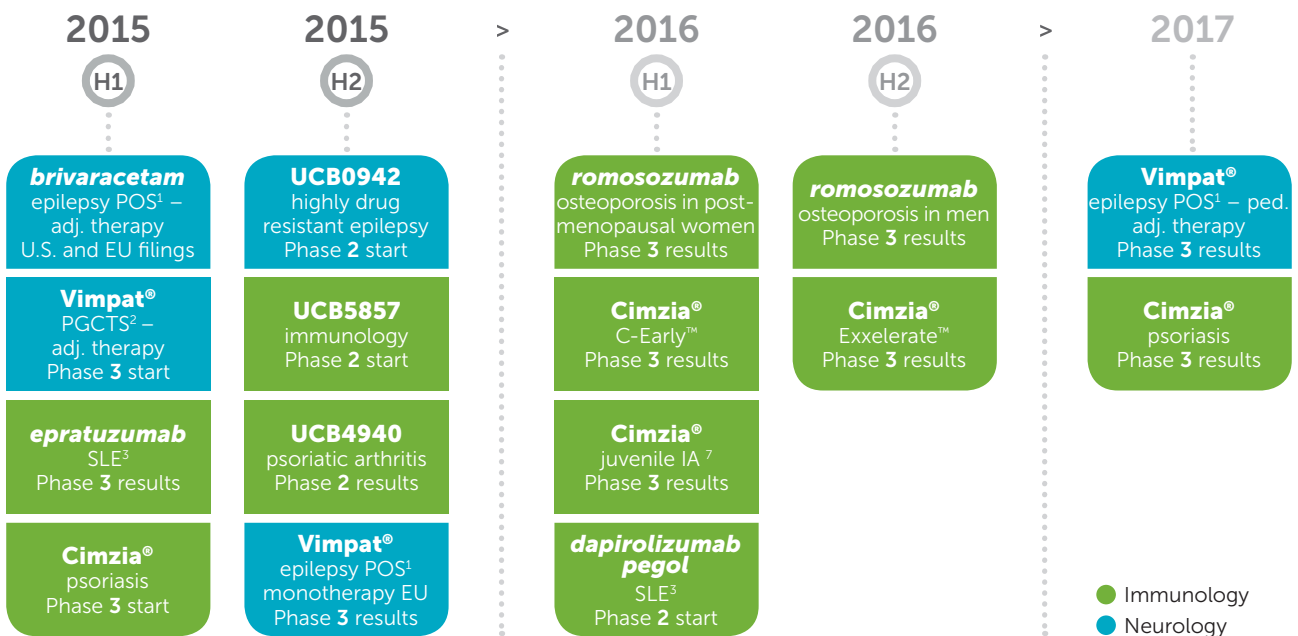 2015
H1
brivaracetam
epilepsy POS¹ –
adj. therapy
U.S. and EU filings
Vimpat®
PGCTS² –
adj. therapy
Phase 3 start
epratuzumab
SLE³
Phase 3 results
Cimzia®
psoriasis
Phase 3 start
2015
H2
UCB0942
highly drug
resistant epilepsy
Phase 2 start
UCB5857
immunology
Phase 2 start
UCB4940
psoriatic arthritis
Phase 2 results
Vimpat®
epilepsy POS¹
monotherapy EU
Phase 3 results
>
2016
H1
romosozumab
osteoporosis in post-
menopausal women
Phase 3 results
Cimzia®
C-Early™
Phase 3 results
Cimzia®
juvenile IA ⁷
Phase 3 results
dapirolizumab
pegol
SLE³
Phase 2 start
2016
H2
romosozumab
osteoporosis in men
Phase 3 results
Cimzia®
Exxelerate™
Phase 3 results
>
2017
Vimpat®
epilepsy POS¹ – ped.
adj. therapy
Phase 3 results
Cimzia®
psoriasis
Phase 3 results
Immunology
Neurology